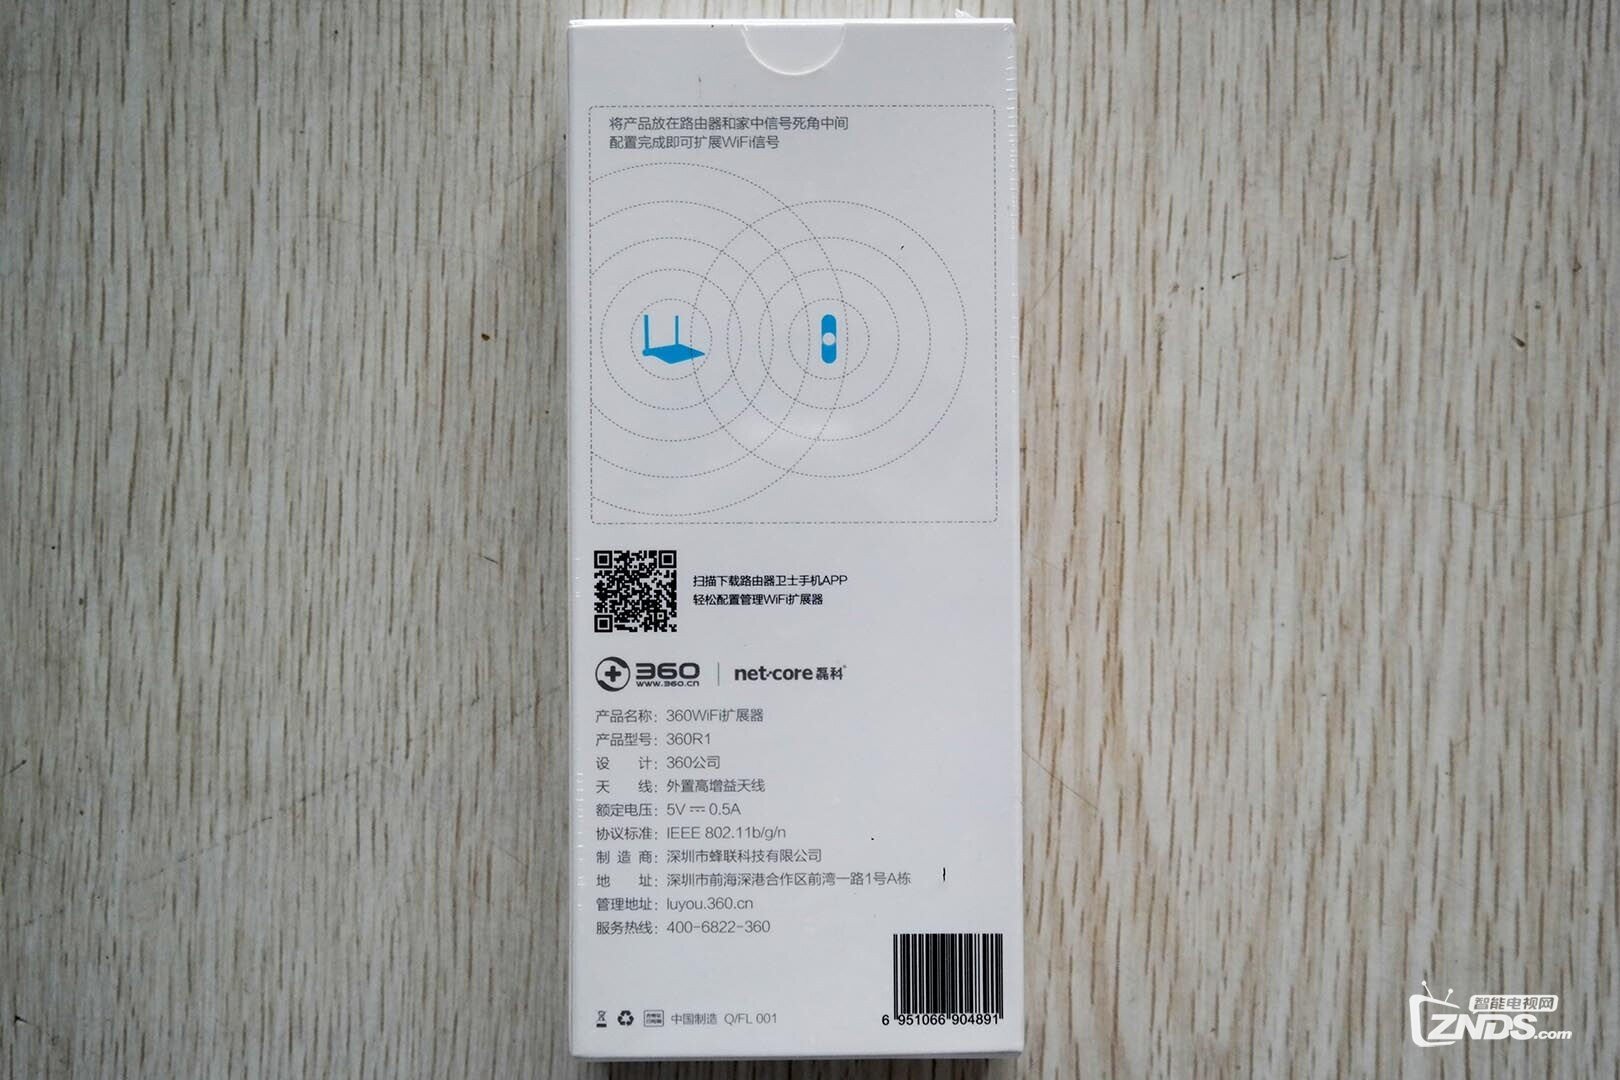 将产品放在路由器和家中信号死角中间
配置完成即可扩展WiFi信号
扫描下载路由器卫士手机APP
轻松配置管理WiFi扩展器
360
www.360.cn
net-core磊科®
产品名称：360WiFi扩展器
产品型号：360R1
设 计：360公司
天 线：外置高增益天线
额定电压：5V ⎓ 0.5A
协议标准：IEEE 802.11b/g/n
制 造 商：深圳市蜂联科技有限公司
地 址：深圳市前海深港合作区前湾一路1号A栋
管理地址：luyou.360.cn
服务热线：400-6822-360
中国制造 Q/FL 001
6 951066 904891
智能电视网
ZNDS.com